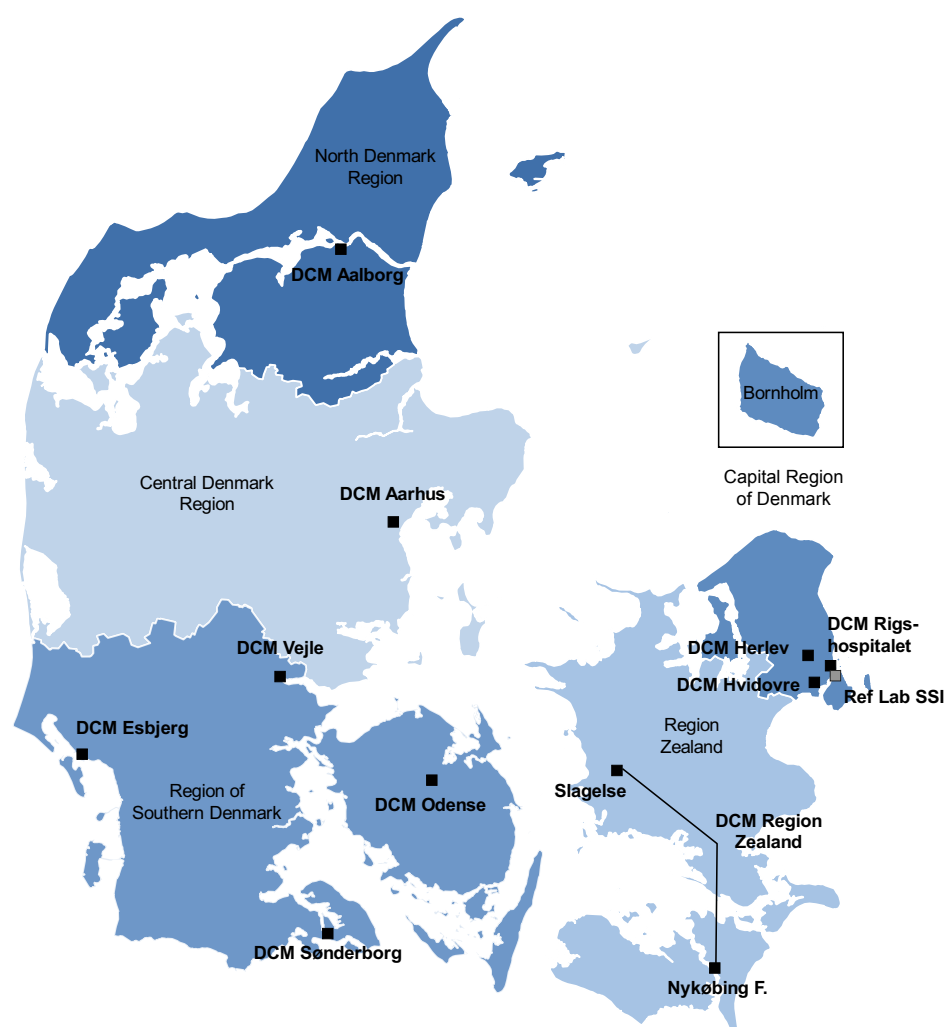 North Denmark
Region
DCM Aalborg
Bornholm
Capital Region
of Denmark
Central Denmark
Region
DCM Aarhus
DCM Vejle
DCM Herlev
DCM Rigs-
hospitalet
DCM Hvidovre
Ref Lab SSI
DCM Esbjerg
Region
Zealand
Region of
Southern Denmark
DCM Odense
Slagelse
DCM Region
Zealand
DCM Sønderborg
Nykøbing F.